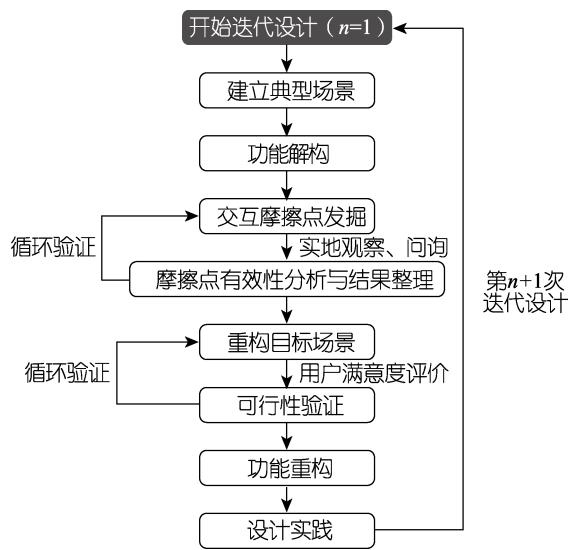 开始迭代设计（n=1）
建立典型场景
功能解构
交互摩擦点发掘
循环验证
实地观察、问询
摩擦点有效性分析与结果整理
第n+1次
迭代设计
重构目标场景
循环验证
用户满意度评价
可行性验证
功能重构
设计实践